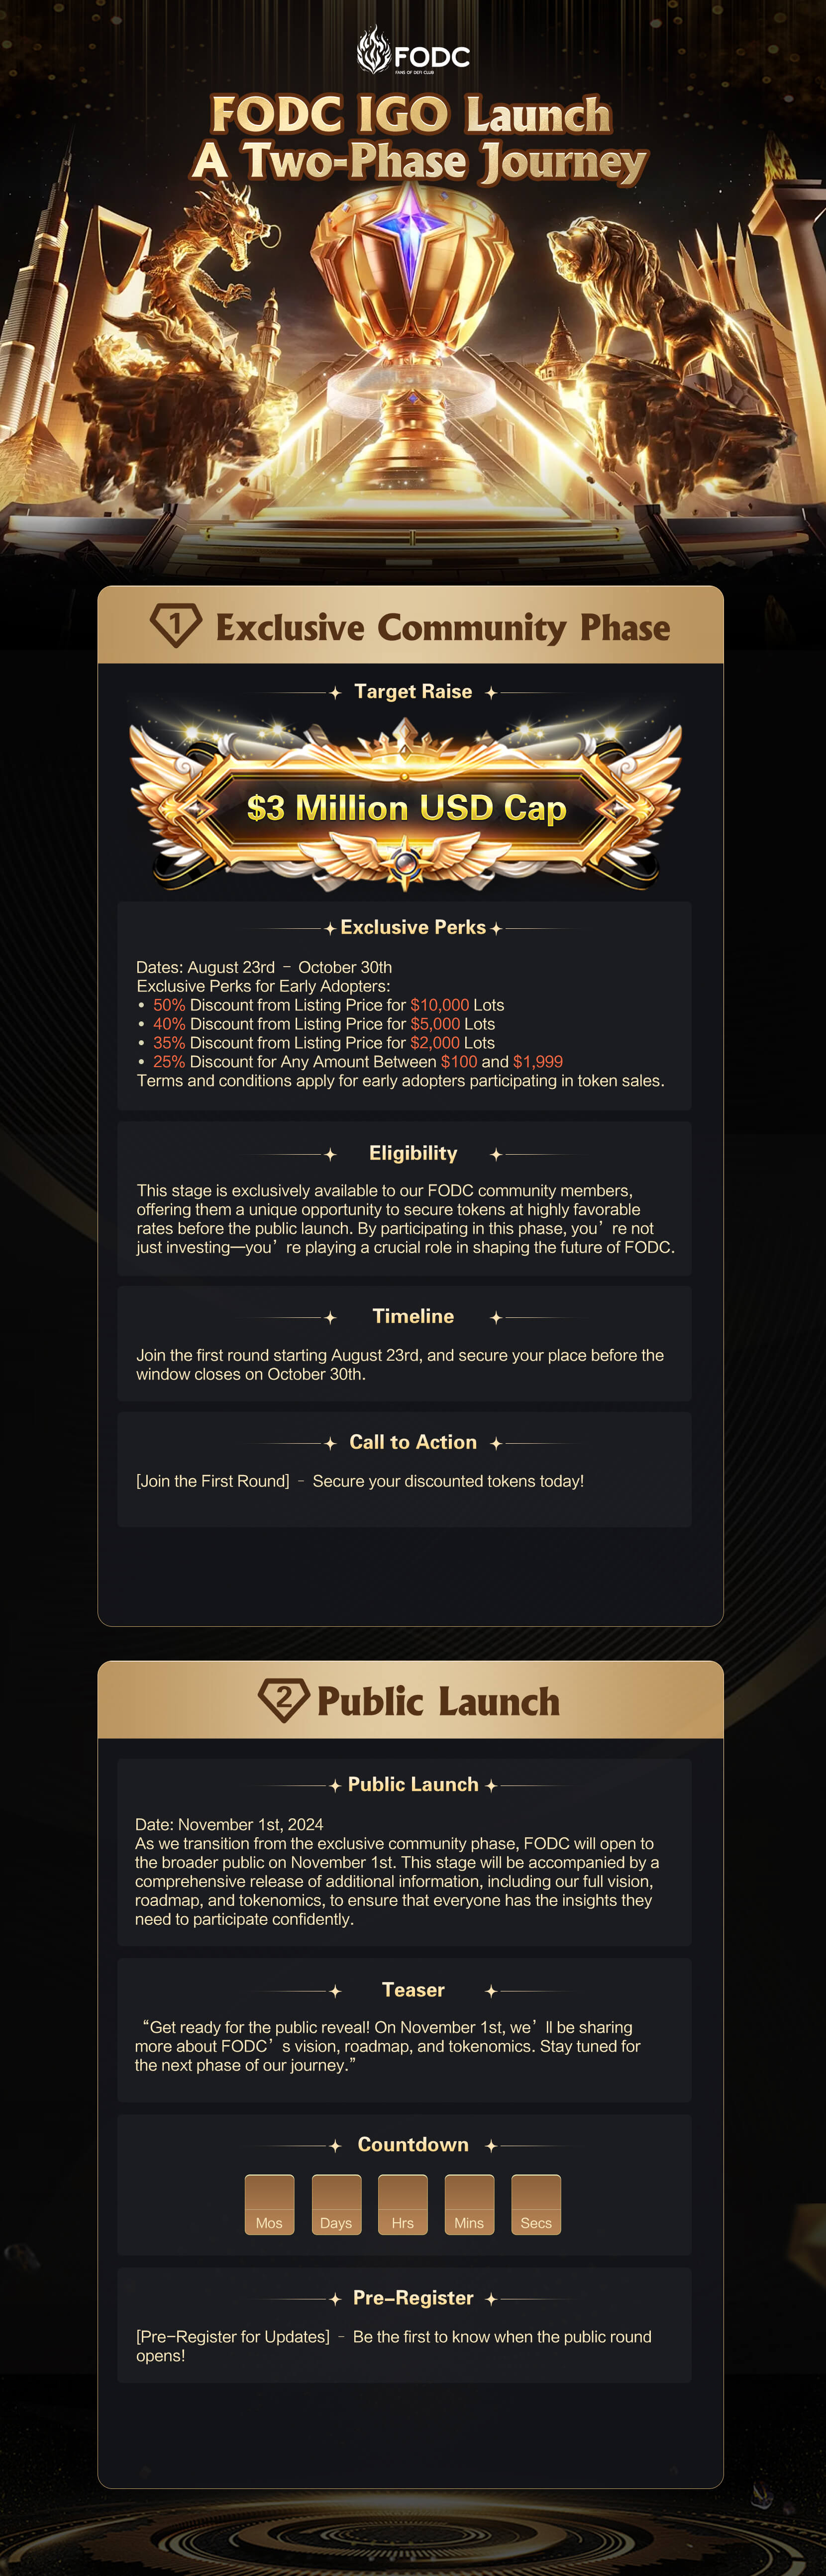 FODC
FANS OF DEFI CLUB
FODC IGO Launch
A Two-Phase Journey
1 Exclusive Community Phase
Target Raise
$3 Million USD Cap
Exclusive Perks
Dates: August 23rd – October 30th
Exclusive Perks for Early Adopters:
• 50% Discount from Listing Price for $10,000 Lots
• 40% Discount from Listing Price for $5,000 Lots
• 35% Discount from Listing Price for $2,000 Lots
• 25% Discount for Any Amount Between $100 and $1,999
Terms and conditions apply for early adopters participating in token sales.
Eligibility
This stage is exclusively available to our FODC community members,
offering them a unique opportunity to secure tokens at highly favorable
rates before the public launch. By participating in this phase, you’re not
just investing—you’re playing a crucial role in shaping the future of FODC.
Timeline
Join the first round starting August 23rd, and secure your place before the
window closes on October 30th.
Call to Action
[Join the First Round] – Secure your discounted tokens today!
2 Public Launch
Public Launch
Date: November 1st, 2024
As we transition from the exclusive community phase, FODC will open to
the broader public on November 1st. This stage will be accompanied by a
comprehensive release of additional information, including our full vision,
roadmap, and tokenomics, to ensure that everyone has the insights they
need to participate confidently.
Teaser
“Get ready for the public reveal! On November 1st, we’ll be sharing
more about FODC’s vision, roadmap, and tokenomics. Stay tuned for
the next phase of our journey.”
Countdown
Mos Days Hrs Mins Secs
Pre–Register
[Pre–Register for Updates] – Be the first to know when the public round
opens!